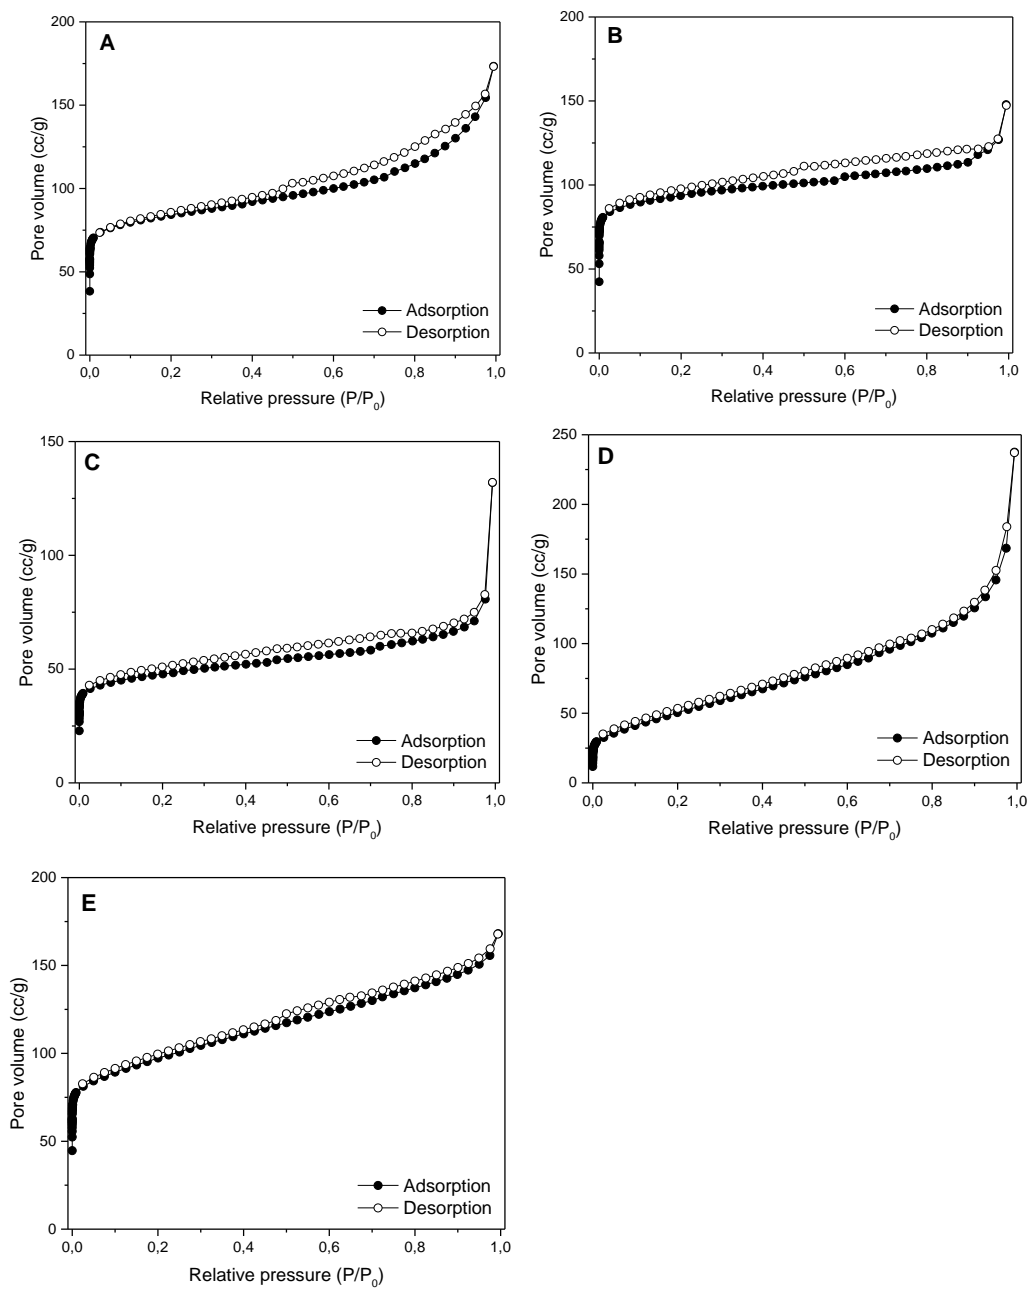 A
200
150
100
50
0
Pore volume (cc/g)
Adsorption
Desorption
0,0 0,2 0,4 0,6 0,8 1,0
Relative pressure (P/P0)
B
200
150
100
50
0
Pore volume (cc/g)
Adsorption
Desorption
0,0 0,2 0,4 0,6 0,8 1,0
Relative pressure (P/P0)
C
150
100
50
0
Pore volume (cc/g)
Adsorption
Desorption
0,0 0,2 0,4 0,6 0,8 1,0
Relative pressure (P/P0)
D
250
200
150
100
50
0
Pore volume (cc/g)
Adsorption
Desorption
0,0 0,2 0,4 0,6 0,8 1,0
Relative pressure (P/P0)
E
200
150
100
50
0
Pore volume (cc/g)
Adsorption
Desorption
0,0 0,2 0,4 0,6 0,8 1,0
Relative pressure (P/P0)